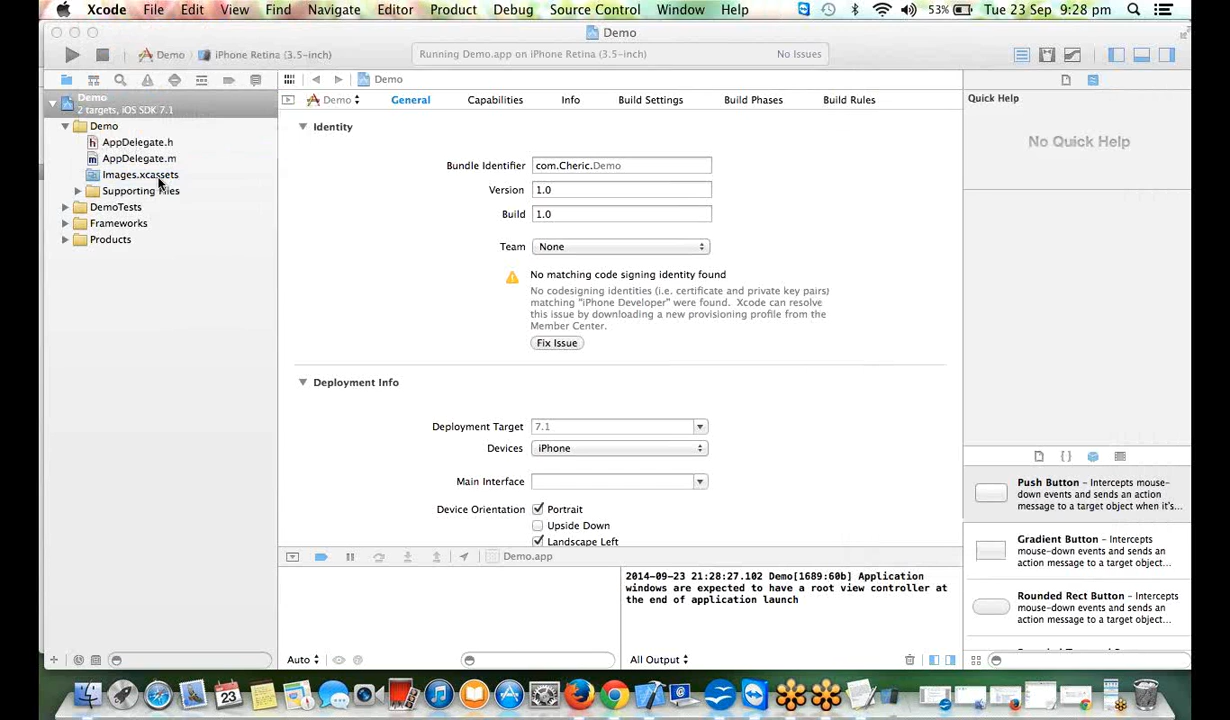 Xcode File Edit View Find Navigate Editor Product Debug Source Control Window Help 53% Tue 23 Sep 9:28 pm
Demo
Demo iPhone Retina (3.5-inch) Running Demo.app on iPhone Retina (3.5-inch) No Issues
Demo
Demo
2 targets, iOS SDK 7.1
Demo
AppDelegate.h
AppDelegate.m
Images.xcassets
Supporting Files
DemoTests
Frameworks
Products
Demo General Capabilities Info Build Settings Build Phases Build Rules
Identity
Bundle Identifier com.Cheric.Demo
Version 1.0
Build 1.0
Team None
No matching code signing identity found
No codesigning identities (i.e. certificate and private key pairs)
matching "iPhone Developer" were found. Xcode can resolve
this issue by downloading a new provisioning profile from the
Member Center.
Fix Issue
Deployment Info
Deployment Target 7.1
Devices iPhone
Main Interface
Device Orientation Portrait
Upside Down
Landscape Left
Demo.app
2014-09-23 21:28:27.102 Demo[1689:60b] Application
windows are expected to have a root view controller at
the end of application launch
Auto
All Output
Quick Help
No Quick Help
{ }
Push Button – Intercepts mouse-
down events and sends an action
message to a target object when it's...
Gradient Button – Intercepts
mouse-down events and sends an
action message to a target object...
Rounded Rect Button – Intercepts
mouse-down events and sends an
action message to a target object...
23